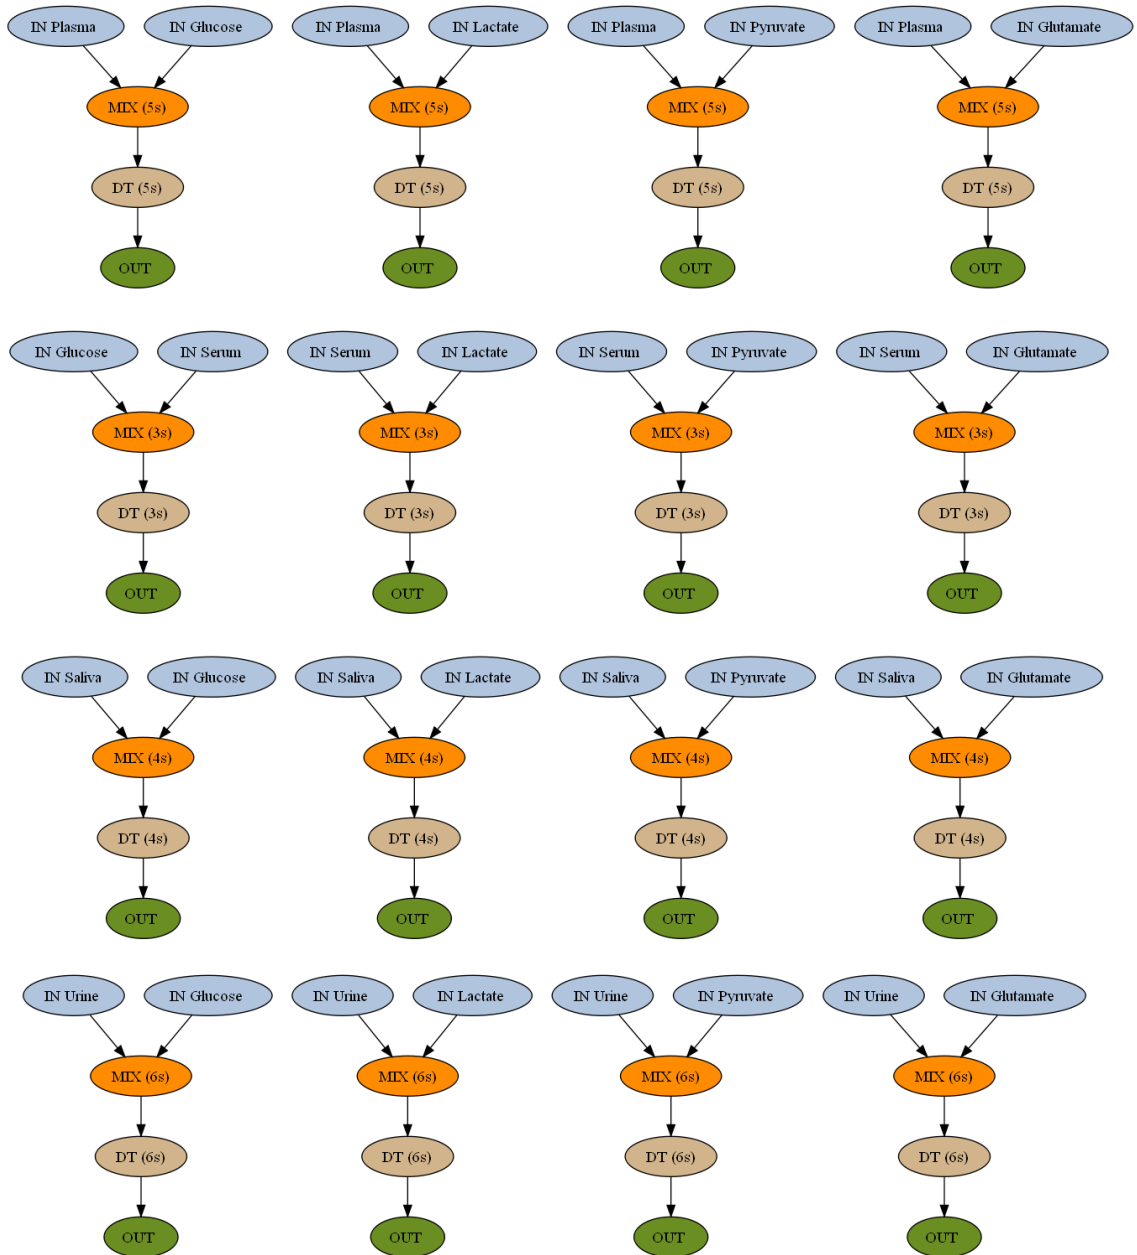 IN Plasma IN Glucose IN Plasma IN Lactate IN Plasma IN Pyruvate IN Plasma IN Glutamate
MIX (5s) MIX (5s) MIX (5s) MIX (5s)
DT (5s) DT (5s) DT (5s) DT (5s)
OUT OUT OUT OUT
IN Glucose IN Serum IN Serum IN Lactate IN Serum IN Pyruvate IN Serum IN Glutamate
MIX (3s) MIX (3s) MIX (3s) MIX (3s)
DT (3s) DT (3s) DT (3s) DT (3s)
OUT OUT OUT OUT
IN Saliva IN Glucose IN Saliva IN Lactate IN Saliva IN Pyruvate IN Saliva IN Glutamate
MIX (4s) MIX (4s) MIX (4s) MIX (4s)
DT (4s) DT (4s) DT (4s) DT (4s)
OUT OUT OUT OUT
IN Urine IN Glucose IN Urine IN Lactate IN Urine IN Pyruvate IN Urine IN Glutamate
MIX (6s) MIX (6s) MIX (6s) MIX (6s)
DT (6s) DT (6s) DT (6s) DT (6s)
OUT OUT OUT OUT